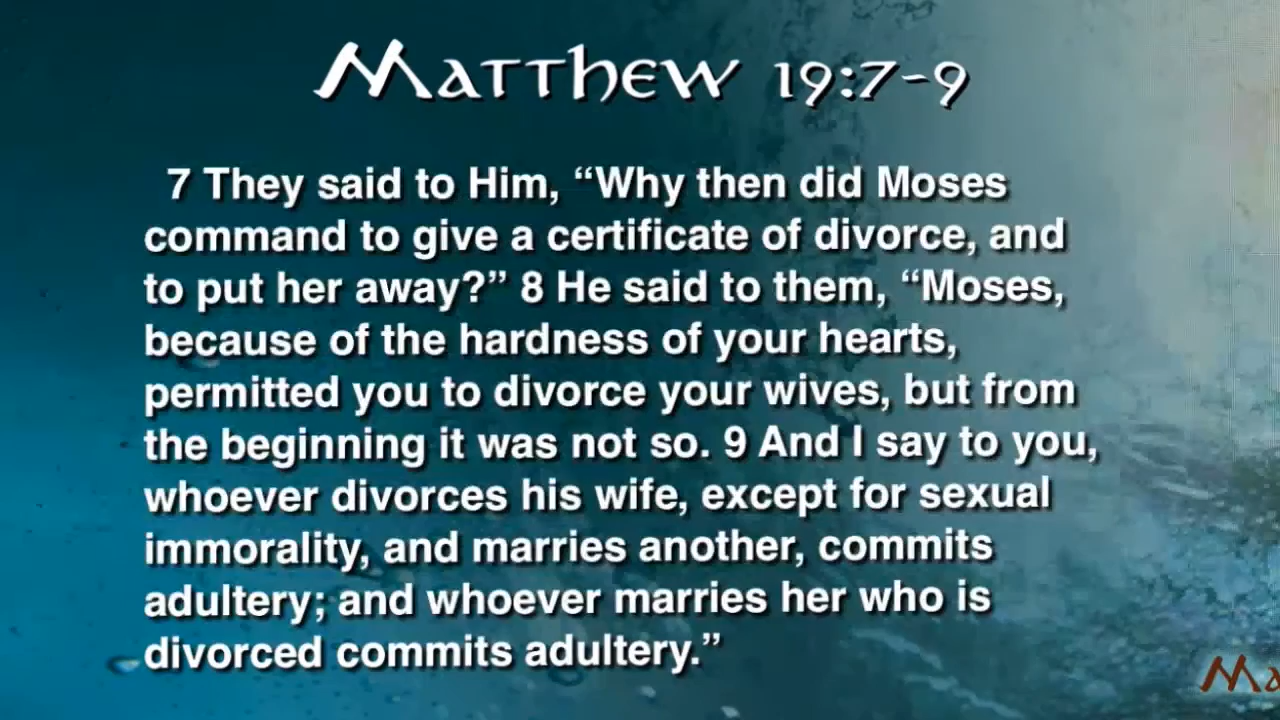 Matthew 19:7-9
7 They said to Him, “Why then did Moses
command to give a certificate of divorce, and
to put her away?” 8 He said to them, “Moses,
because of the hardness of your hearts,
permitted you to divorce your wives, but from
the beginning it was not so. 9 And I say to you,
whoever divorces his wife, except for sexual
immorality, and marries another, commits
adultery; and whoever marries her who is
divorced commits adultery.”
Ma